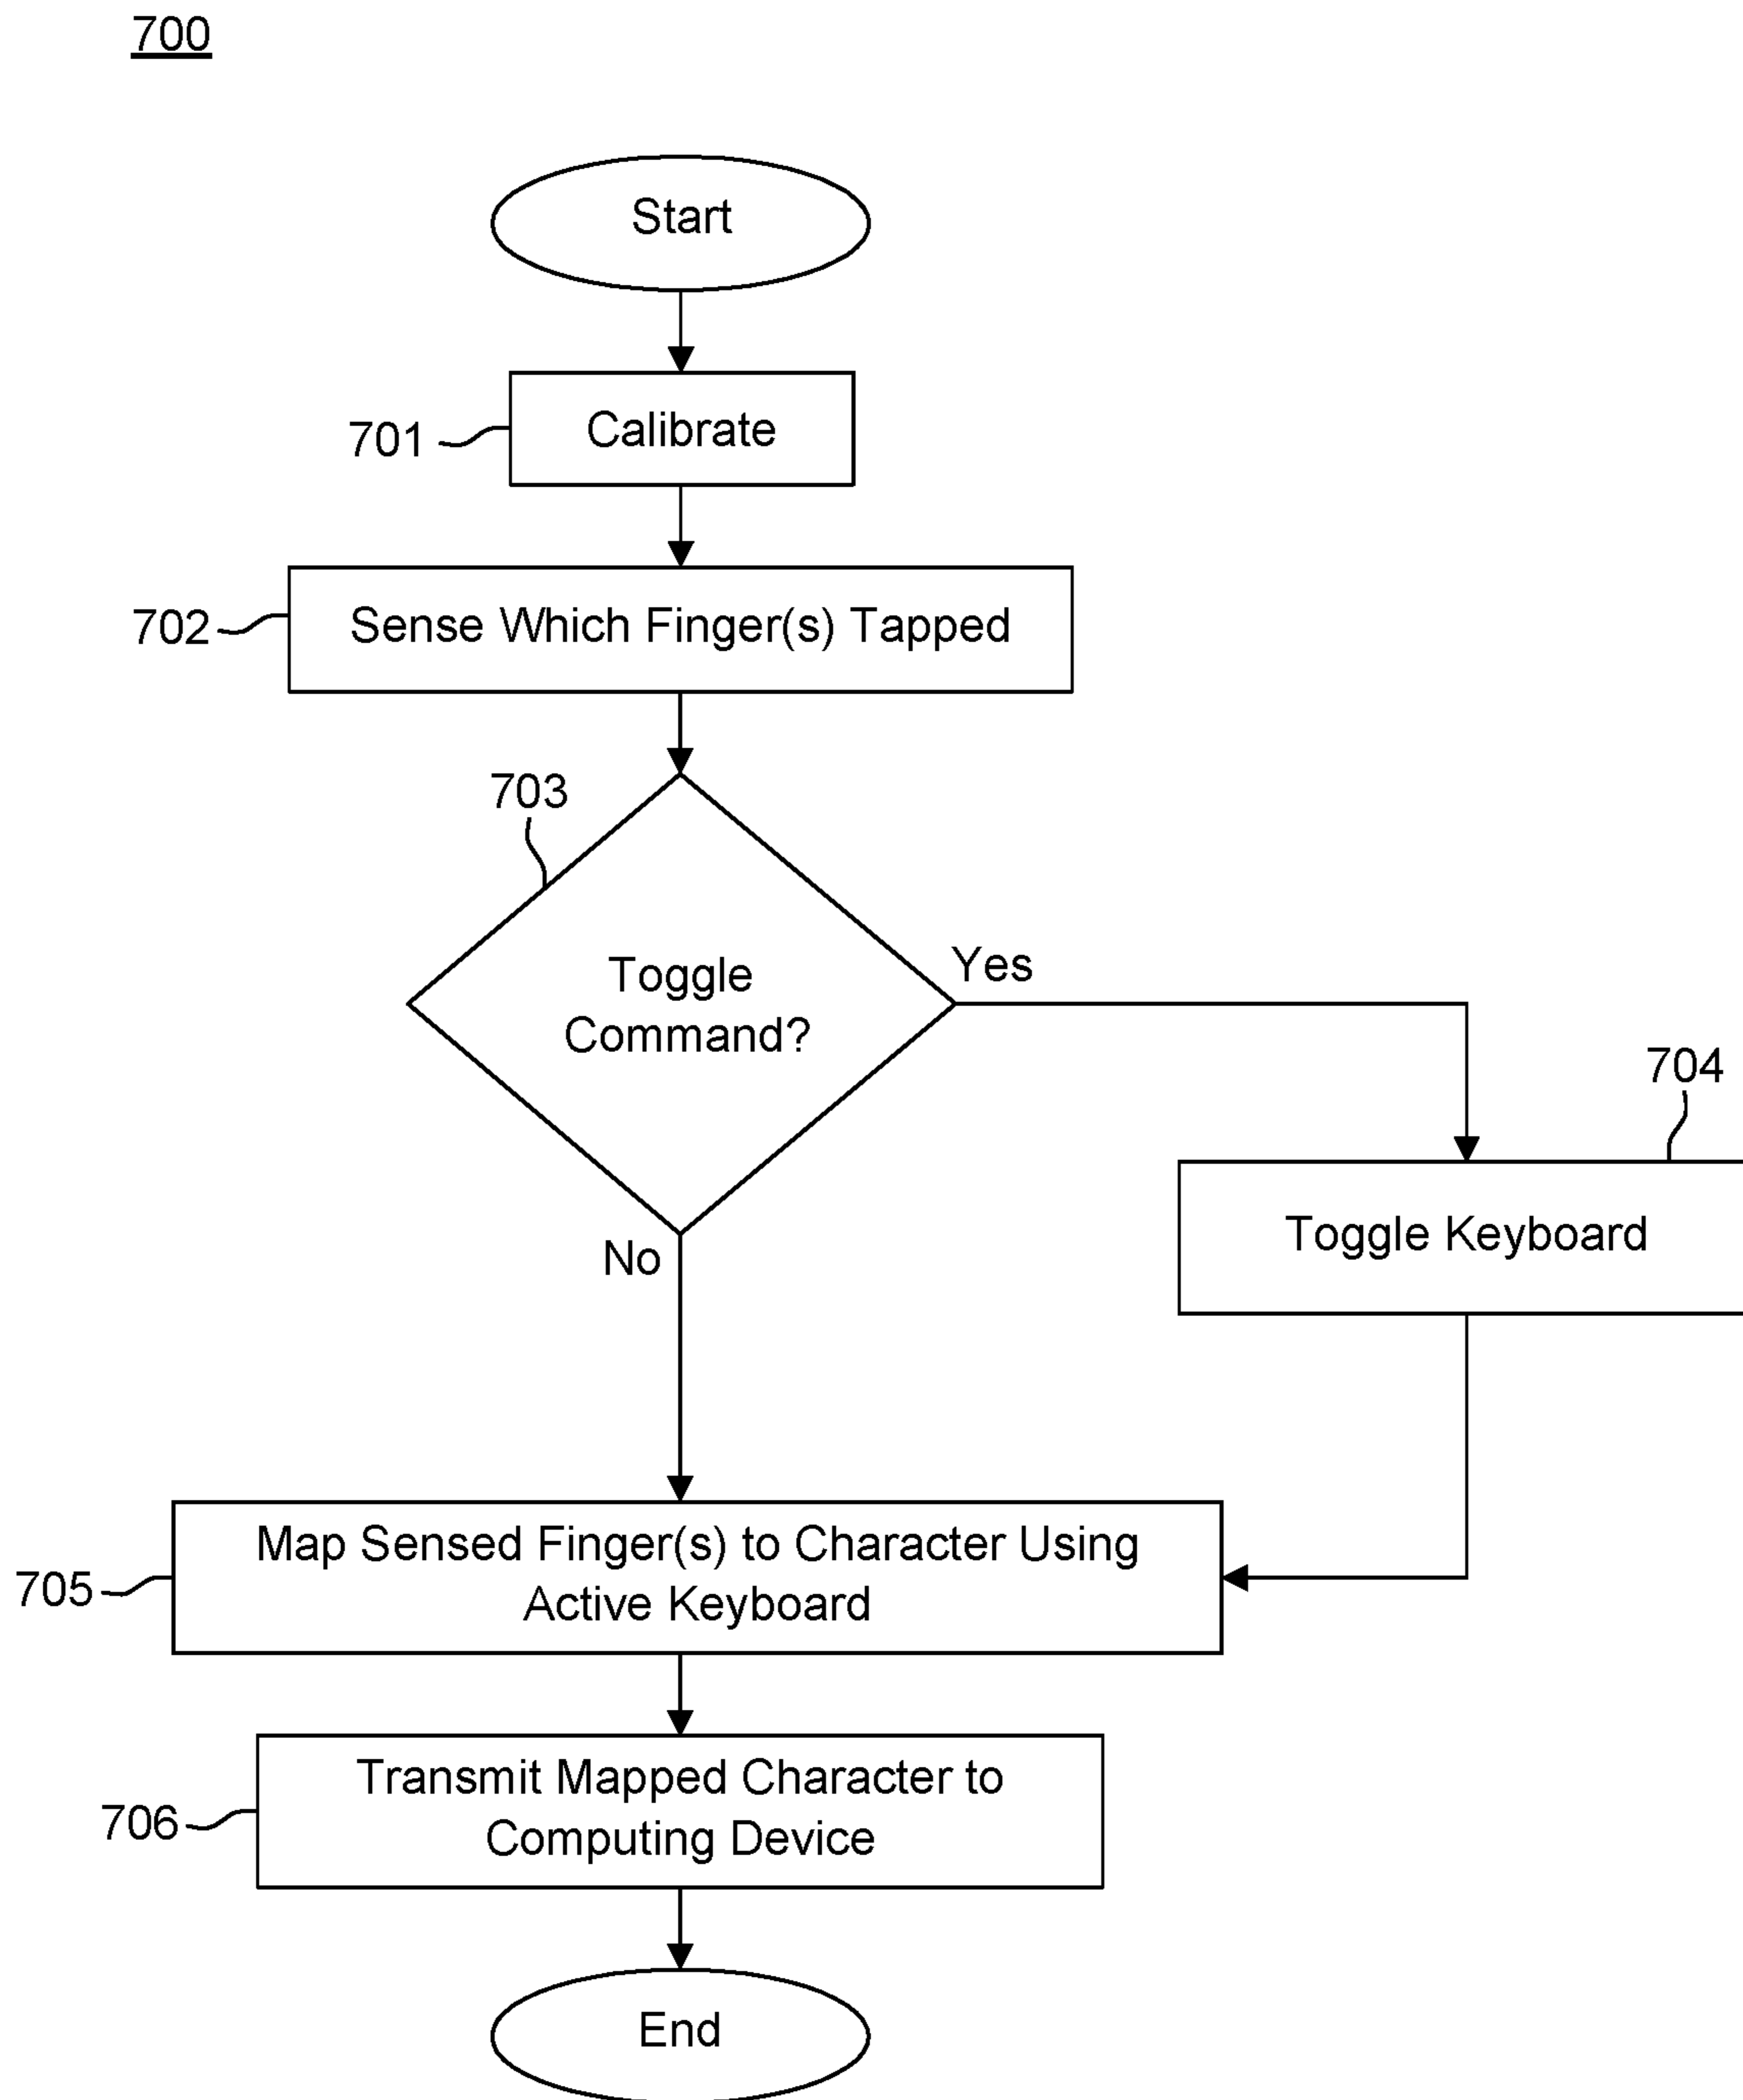 700
Start
701
Calibrate
702
Sense Which Finger(s) Tapped
703
Toggle
Command?
Yes
704
Toggle Keyboard
No
705
Map Sensed Finger(s) to Character Using
Active Keyboard
706
Transmit Mapped Character to
Computing Device
End